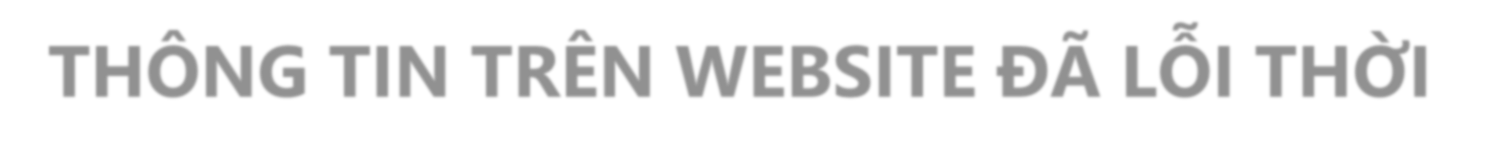 THÔNG TIN TRÊN WEBSITE ĐÃ LỖI THỜI